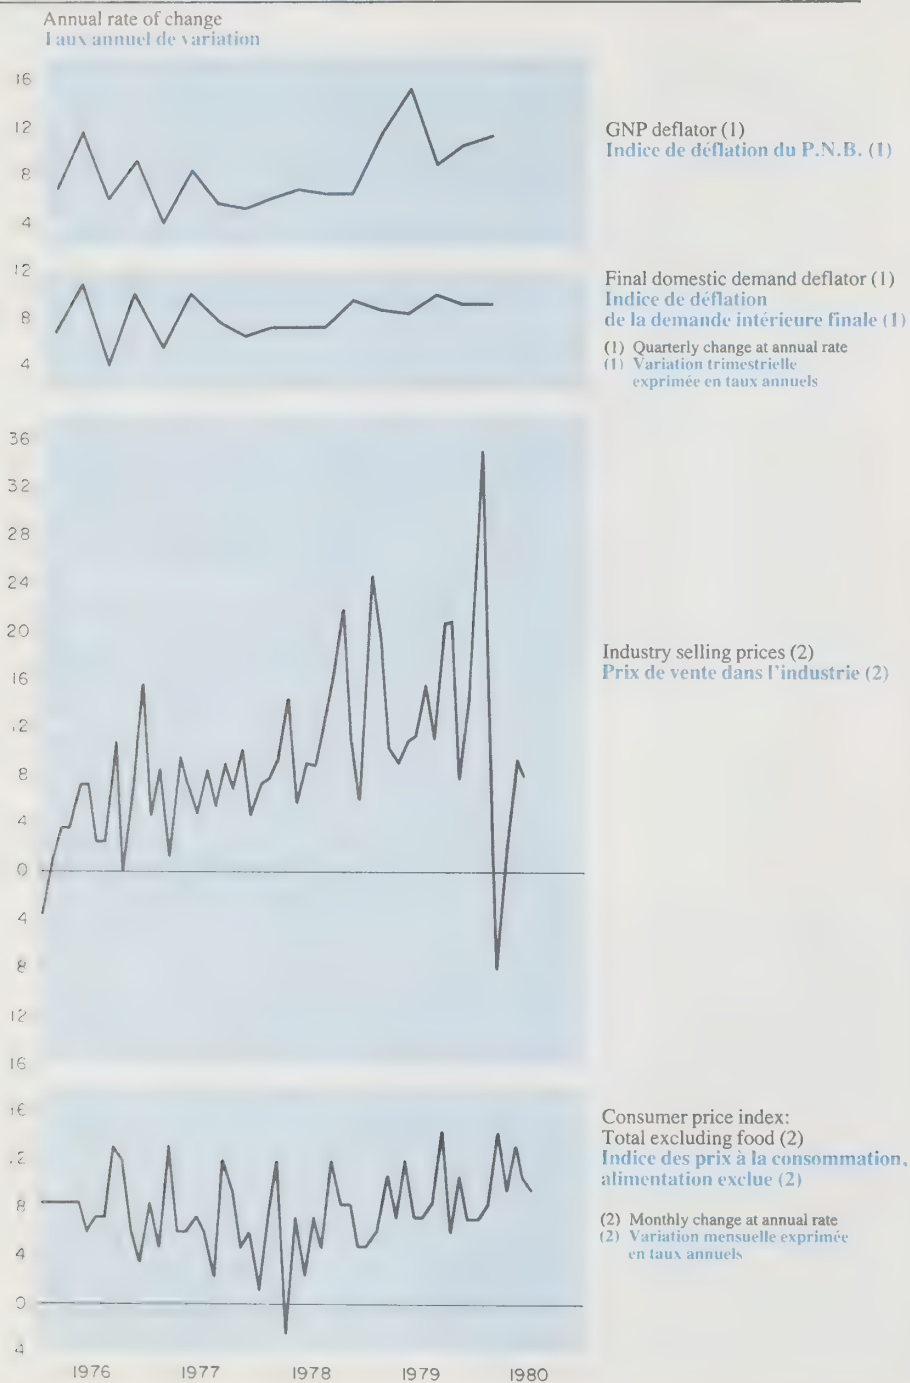 Annual rate of change
Taux annuel de variation
16
12
8
4
GNP deflator (1)
Indice de déflation du P.N.B. (1)
12
8
4
Final domestic demand deflator (1)
Indice de déflation
de la demande intérieure finale (1)
(1) Quarterly change at annual rate
(1) Variation trimestrielle
exprimée en taux annuels
36
32
28
24
20
16
12
8
4
0
4
8
12
16
Industry selling prices (2)
Prix de vente dans l'industrie (2)
16
12
8
4
0
4
Consumer price index:
Total excluding food (2)
Indice des prix à la consommation,
alimentation exclue (2)
(2) Monthly change at annual rate
(2) Variation mensuelle exprimée
en taux annuels
1976 1977 1978 1979 1980